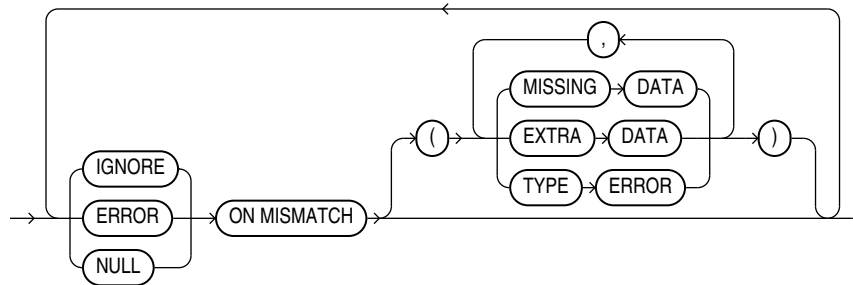 ,
MISSING DATA
( EXTRA DATA )
TYPE ERROR
IGNORE
ERROR ON MISMATCH
NULL